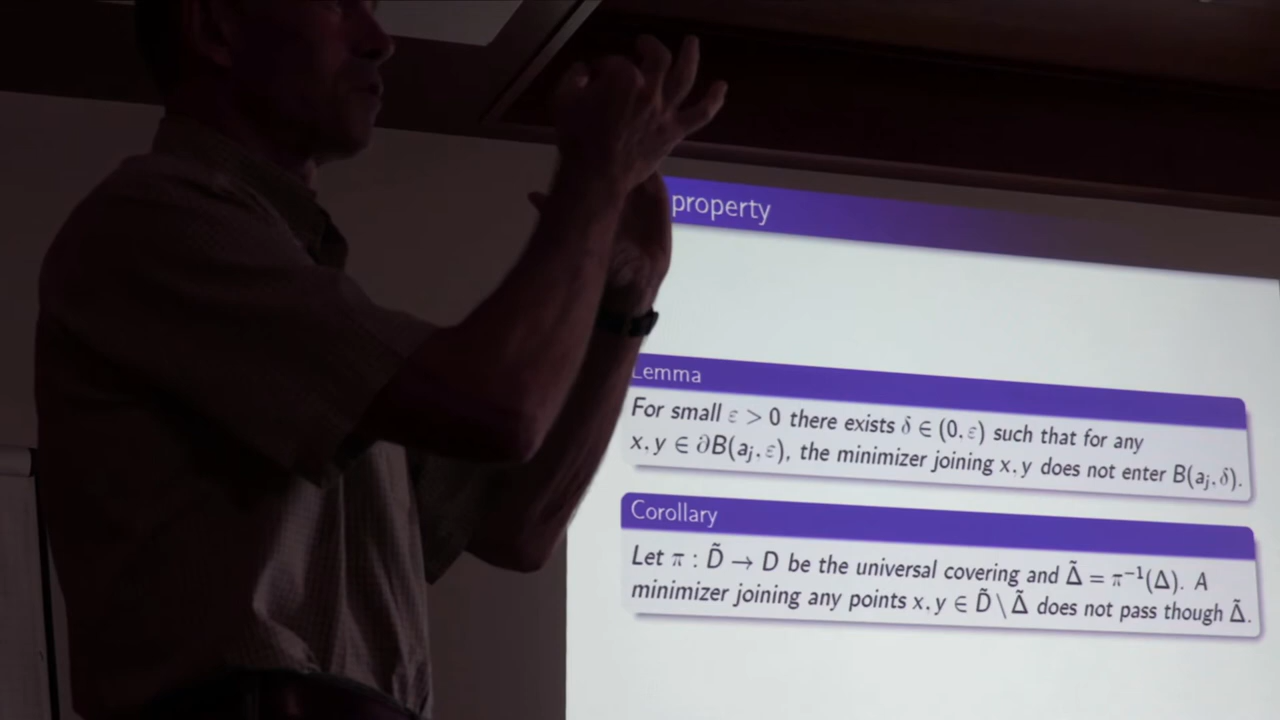 property
Lemma
For small ε > 0 there exists δ ∈ (0, ε) such that for any
x, y ∈ ∂B(aⱼ, ε), the minimizer joining x, y does not enter B(aⱼ, δ).
Corollary
Let π : D̃ → D be the universal covering and Δ̃ = π⁻¹(Δ). A
minimizer joining any points x, y ∈ D̃ \ Δ̃ does not pass though Δ̃.